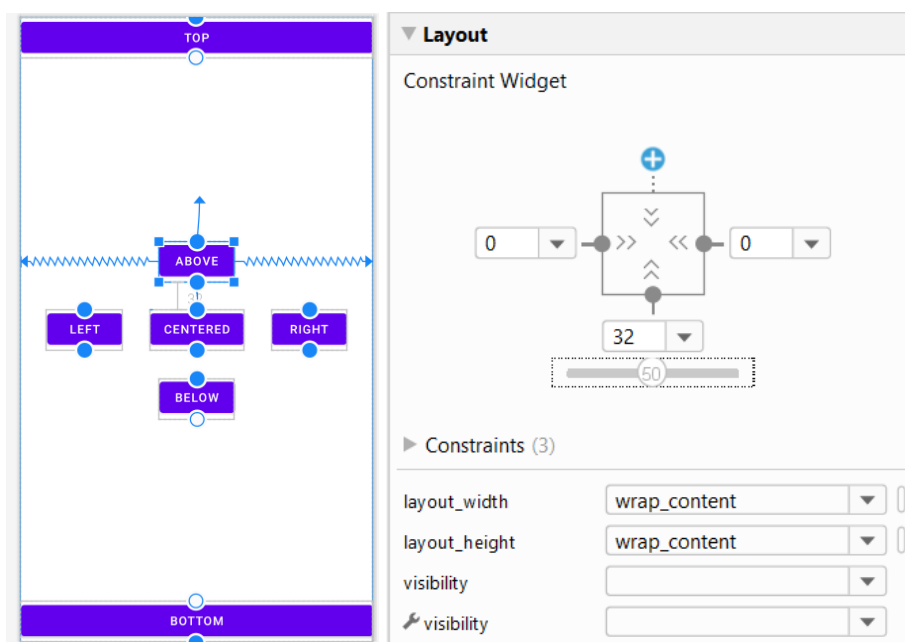 TOP
ABOVE
32
LEFT
CENTERED
RIGHT
BELOW
BOTTOM
Layout
Constraint Widget
0
0
32
50
Constraints (3)
layout_width
wrap_content
layout_height
wrap_content
visibility
visibility